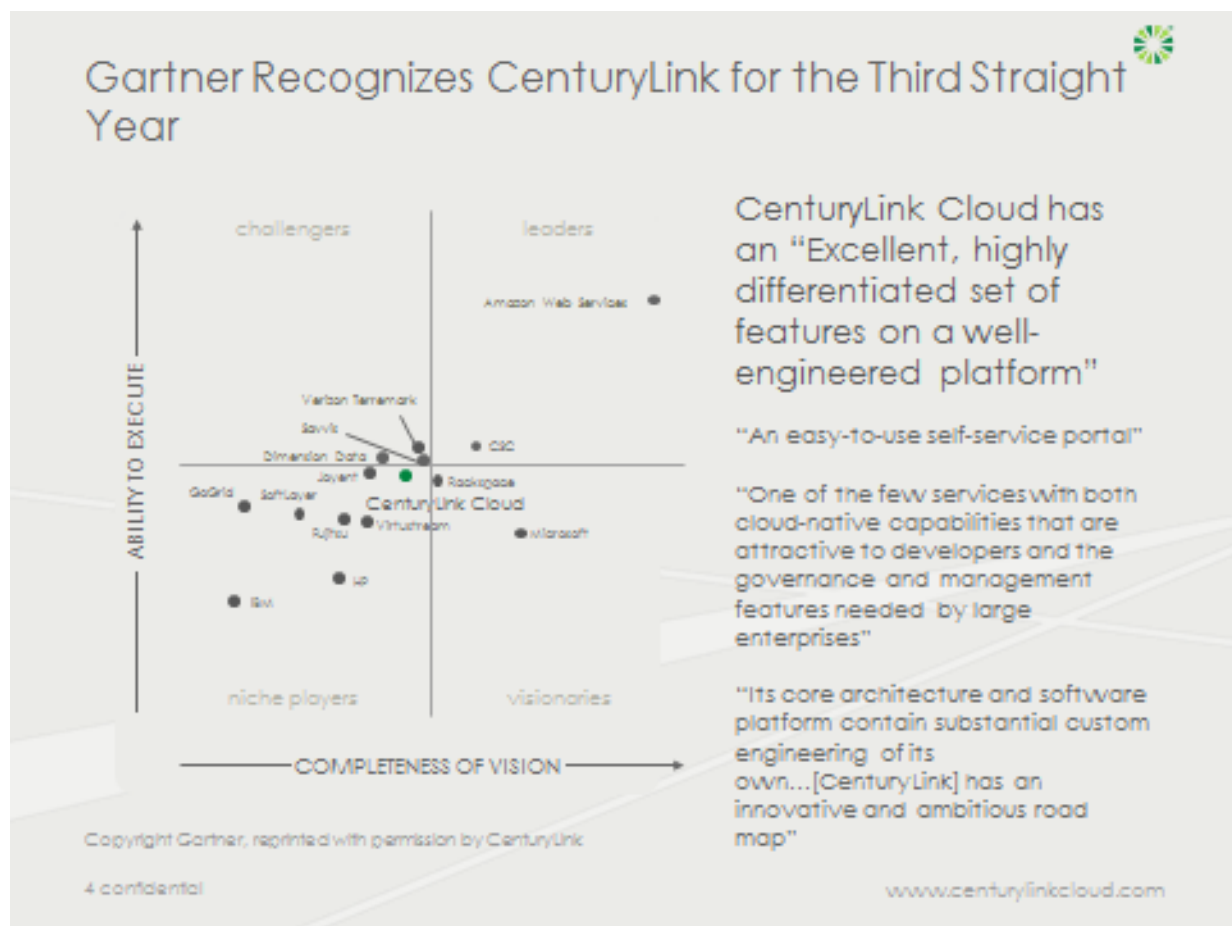 Gartner Recognizes CenturyLink for the Third Straight
Year
challengers
leaders
Amazon Web Services
ABILITY TO EXECUTE
Verizon Terremark
Savvis
CSC
Dimension Data
Joyent
Rackspace
GoGrid
SoftLayer
CenturyLink Cloud
Fujitsu
Virtustream
Microsoft
HP
IBM
niche players
visionaries
COMPLETENESS OF VISION
CenturyLink Cloud has
an “Excellent, highly
differentiated set of
features on a well-
engineered platform”
“An easy-to-use self-service portal”
“One of the few services with both
cloud-native capabilities that are
attractive to developers and the
governance and management
features needed by large
enterprises”
“Its core architecture and software
platform contain substantial custom
engineering of its
own...[CenturyLink] has an
innovative and ambitious road
map”
Copyright Gartner, reprinted with permission by CenturyLink
4 confidential
www.centurylinkcloud.com